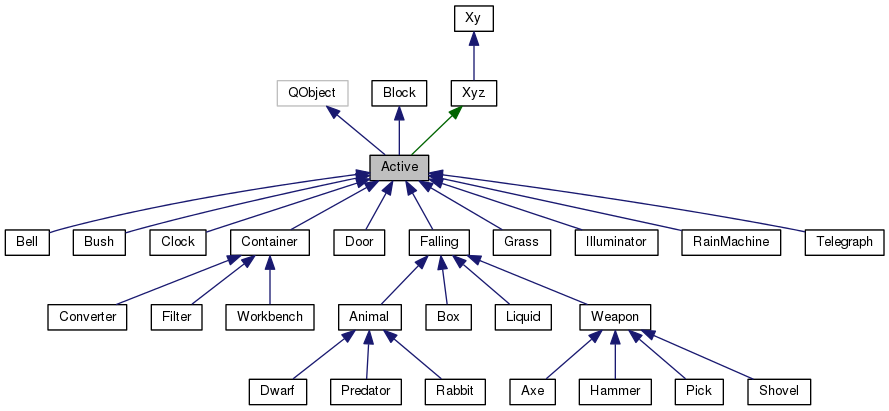 Xy
QObject
Block
Xyz
Active
Bell
Bush
Clock
Container
Door
Falling
Grass
Illuminator
RainMachine
Telegraph
Converter
Filter
Workbench
Animal
Box
Liquid
Weapon
Dwarf
Predator
Rabbit
Axe
Hammer
Pick
Shovel